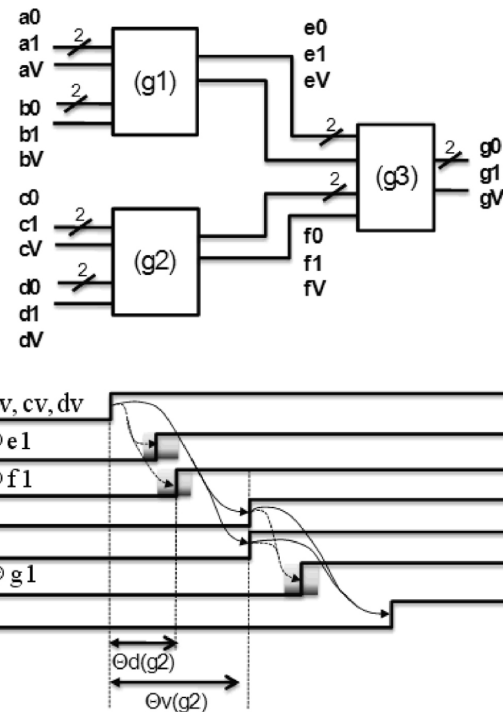 a0
a1
aV
2
b0
b1
bV
2
(g1)
e0
e1
eV
2
c0
c1
cV
2
d0
d1
dV
2
(g2)
f0
f1
fV
2
(g3)
2
g0
g1
gV
v, cv, dv
e1
f1
g1
Θd(g2)
Θv(g2)